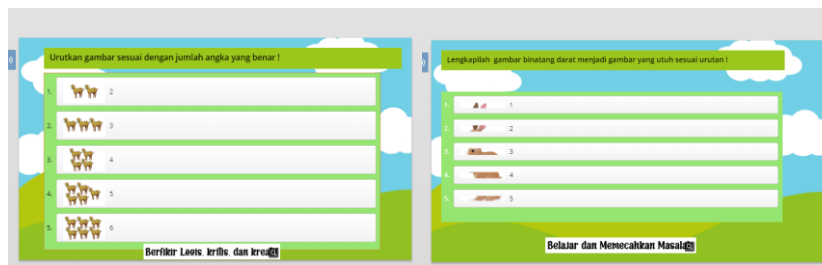 Urutkan gambar sesuai dengan jumlah angka yang benar !
1. 2
2. 3
3. 4
4. 5
5. 6
Berfikir Logis, kritis, dan kreatif
Lengkapilah gambar binatang darat menjadi gambar yang utuh sesuai urutan !
1. 1
2. 2
3. 3
4. 4
5. 5
Belajar dan Memecahkan Masalah